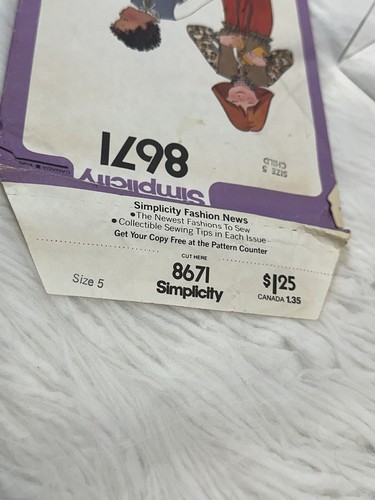 Simplicity
8671
CHILD
SIZE 5
Simplicity Fashion News
• The Newest Fashions To Sew
• Collectible Sewing Tips in Each Issue
Get Your Copy Free at the Pattern Counter
CUT HERE
Size 5
8671
Simplicity
$1.25
CANADA 1.35